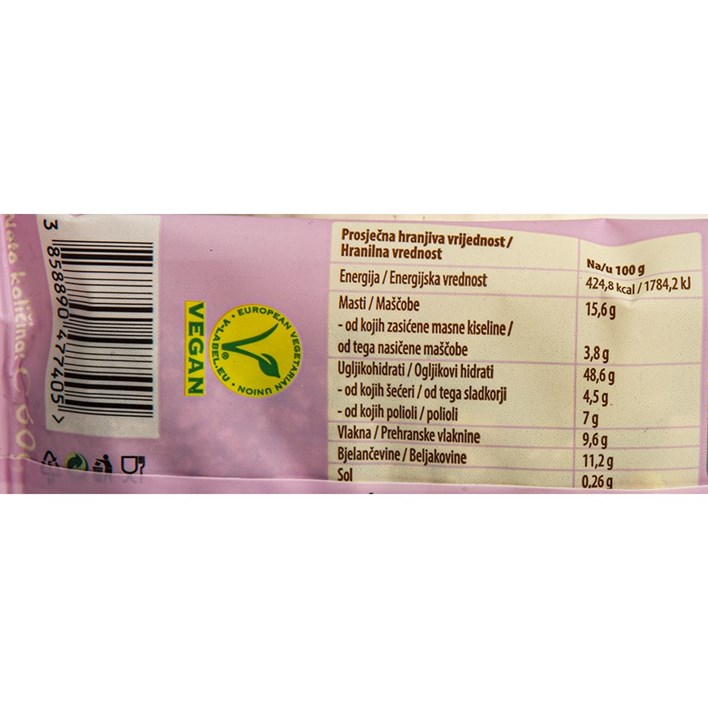 Prosječna hranjiva vrijednost /
Hranilna vrednost
Na/u 100 g
Energija / Energijska vrednost
424,8 kcal / 1784,2 kJ
Masti / Maščobe
15,6 g
- od kojih zasićene masne kiseline /
od tega nasičene maščobe
3,8 g
Ugljikohidrati / Ogljikovi hidrati
48,6 g
- od kojih šećeri / od tega sladkorji
4,5 g
- od kojih polioli / polioli
7 g
Vlakna / Prehranske vlaknine
9,6 g
Bjelančevine / Beljakovine
11,2 g
Sol
0,26 g
EUROPEAN VEGETARIAN UNION · V-LABEL.EU ·
®
VEGAN
3 858890 477405 >
količina: